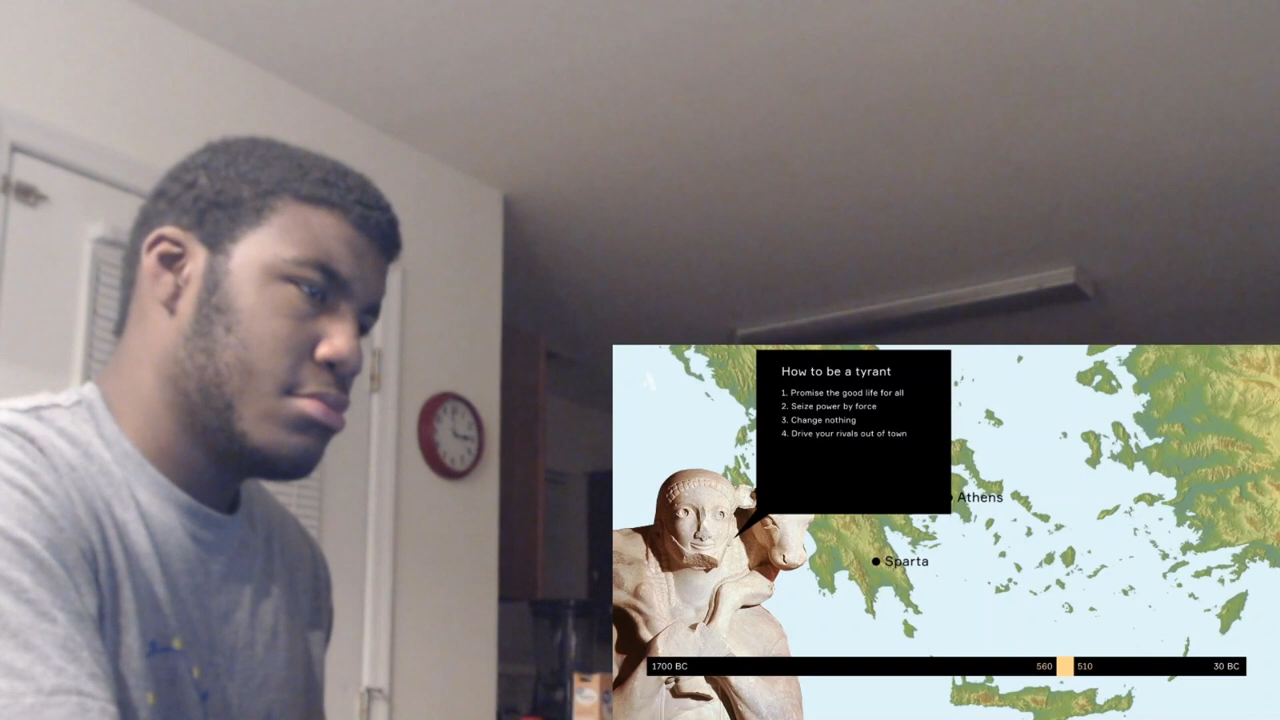 How to be a tyrant
1. Promise the good life for all
2. Seize power by force
3. Change nothing
4. Drive your rivals out of town
Athens
Sparta
1700 BC
560
510
30 BC